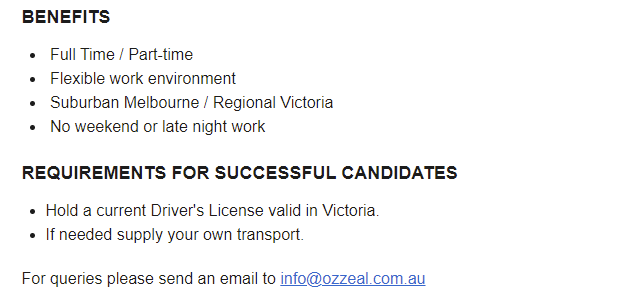 BENEFITS
Full Time / Part-time
Flexible work environment
Suburban Melbourne / Regional Victoria
No weekend or late night work
REQUIREMENTS FOR SUCCESSFUL CANDIDATES
Hold a current Driver's License valid in Victoria.
If needed supply your own transport.
For queries please send an email to info@ozzeal.com.au